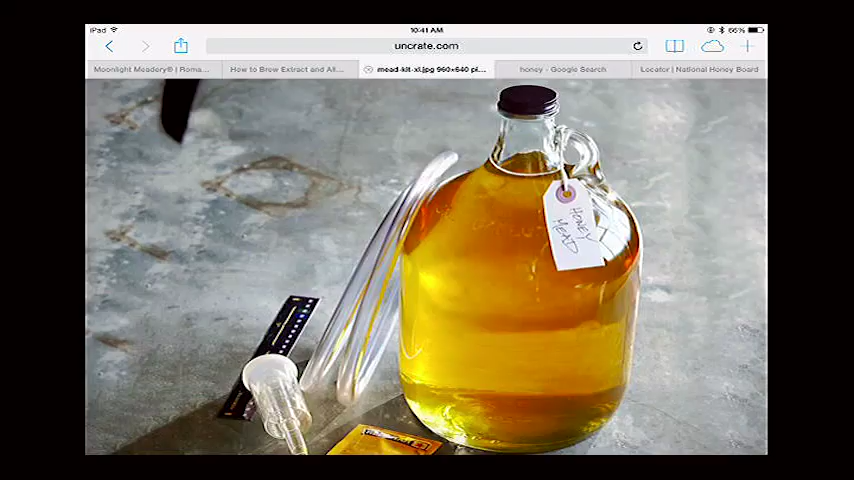 iPad
10:41 AM
66%
uncrate.com
Moonlight Meadery® | Roma...
How to Brew Extract and All...
mead-kit-xl.jpg 960×640 pi...
honey - Google Search
Locator | National Honey Board
HONEY
MEAD